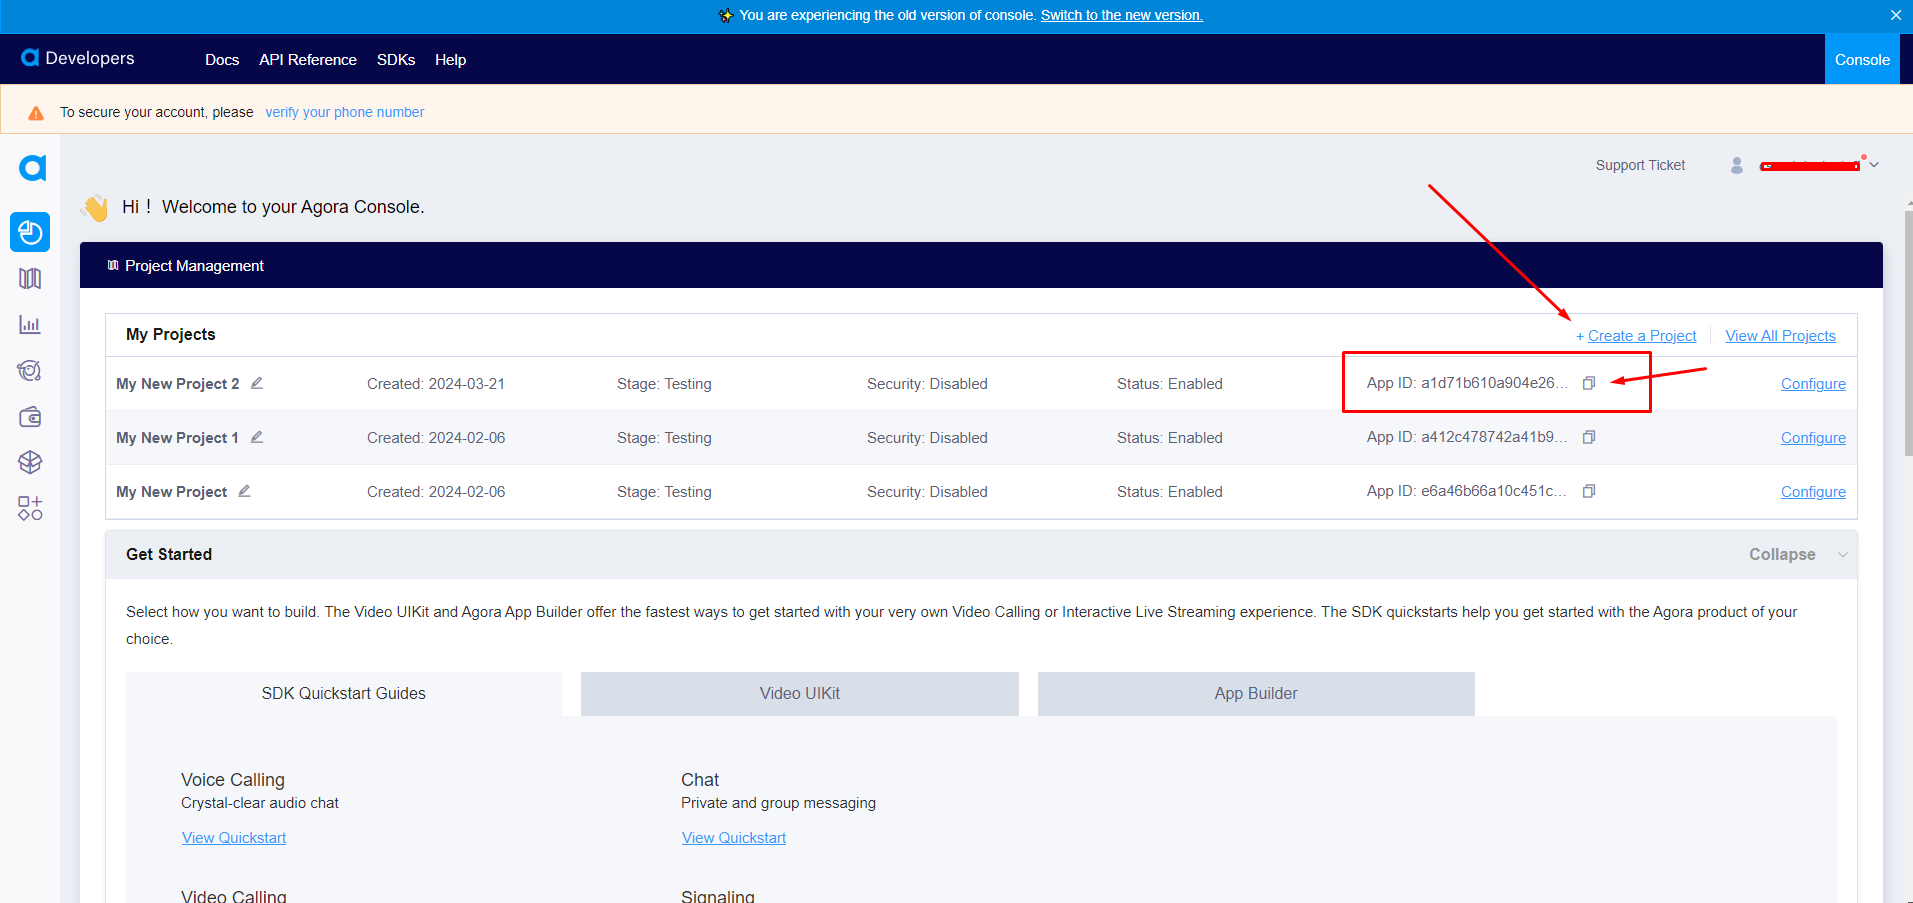 You are experiencing the old version of console. Switch to the new version.
Developers Docs API Reference SDKs Help Console
To secure your account, please verify your phone number
Support Ticket
Hi！ Welcome to your Agora Console.
Project Management
My Projects + Create a Project View All Projects
My New Project 2 Created: 2024-03-21 Stage: Testing Security: Disabled Status: Enabled App ID: a1d71b610a904e26... Configure
My New Project 1 Created: 2024-02-06 Stage: Testing Security: Disabled Status: Enabled App ID: a412c478742a41b9... Configure
My New Project Created: 2024-02-06 Stage: Testing Security: Disabled Status: Enabled App ID: e6a46b66a10c451c... Configure
Get Started Collapse
Select how you want to build. The Video UIKit and Agora App Builder offer the fastest ways to get started with your very own Video Calling or Interactive Live Streaming experience. The SDK quickstarts help you get started with the Agora product of your
choice.
SDK Quickstart Guides Video UIKit App Builder
Voice Calling Chat
Crystal-clear audio chat Private and group messaging
View Quickstart View Quickstart
Video Calling Signaling